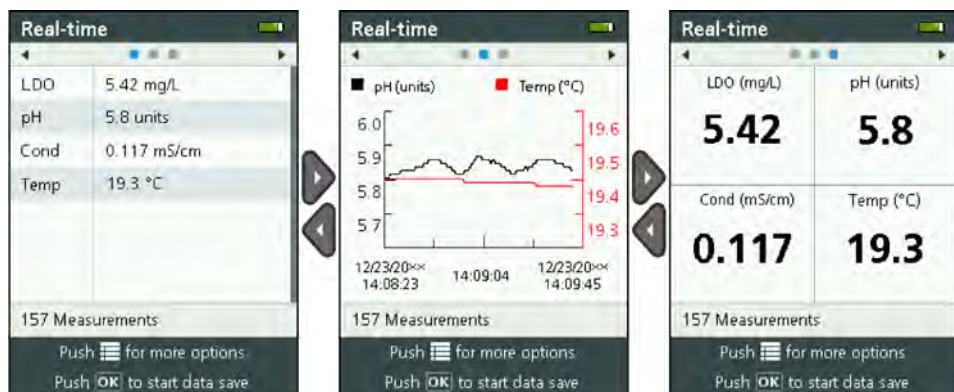 Real-time
LDO 5.42 mg/L
pH 5.8 units
Cond 0.117 mS/cm
Temp 19.3 °C
157 Measurements
Push for more options
Push OK to start data save
Real-time
pH (units) Temp (°C)
6.0 19.6
5.9 19.5
5.8 19.4
5.7 19.3
12/23/20×× 14:09:04 12/23/20××
14:08:23 14:09:45
157 Measurements
Push for more options
Push OK to start data save
Real-time
LDO (mg/L) pH (units)
5.42 5.8
Cond (mS/cm) Temp (°C)
0.117 19.3
157 Measurements
Push for more options
Push OK to start data save